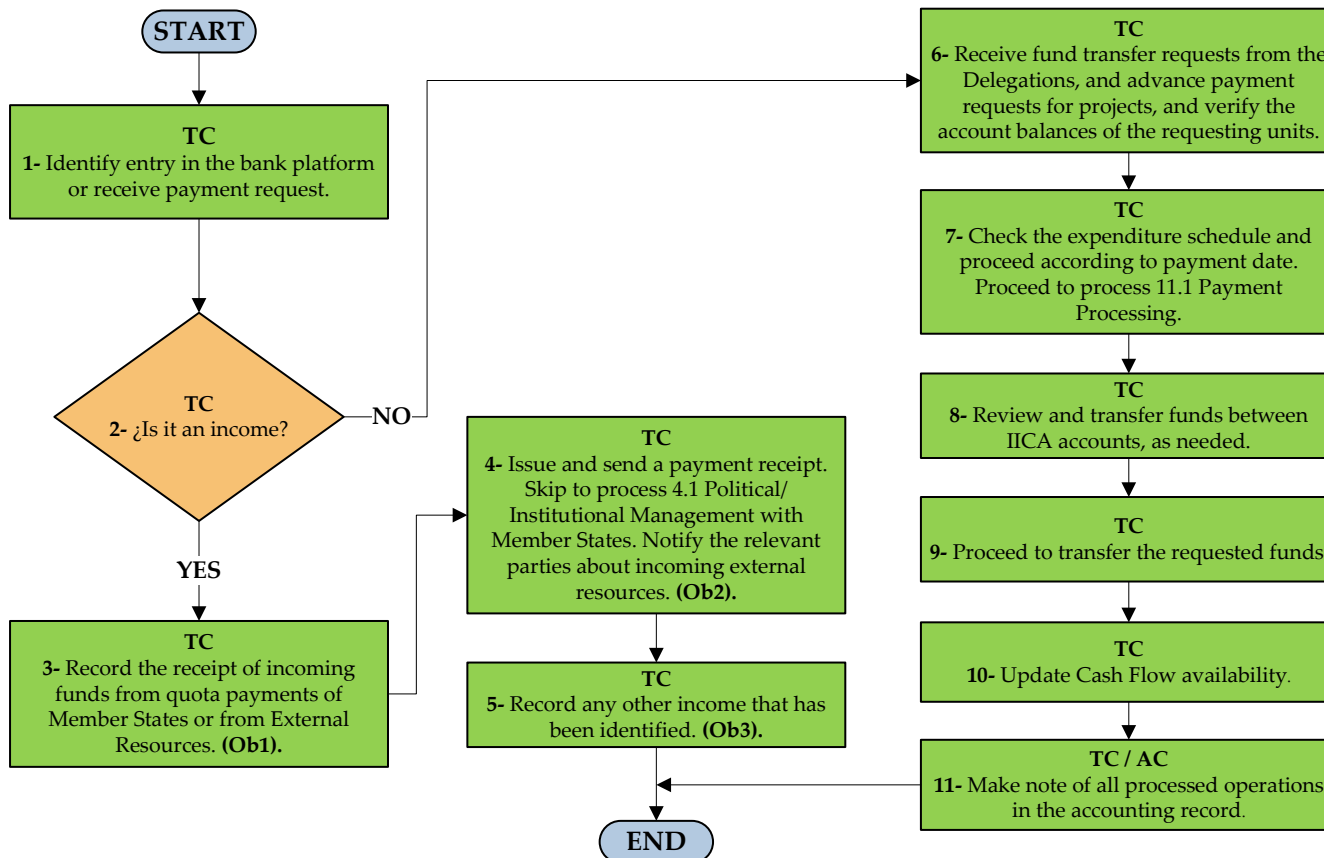 START
TC
1- Identify entry in the bank platform
or receive payment request.
TC
2- ¿Is it an income?
NO
YES
TC
3- Record the receipt of incoming
funds from quota payments of
Member States or from External
Resources. (Ob1).
TC
4- Issue and send a payment receipt.
Skip to process 4.1 Political/
Institutional Management with
Member States. Notify the relevant
parties about incoming external
resources. (Ob2).
TC
5- Record any other income that has
been identified. (Ob3).
END
TC
6- Receive fund transfer requests from the
Delegations, and advance payment
requests for projects, and verify the
account balances of the requesting units.
TC
7- Check the expenditure schedule and
proceed according to payment date.
Proceed to process 11.1 Payment
Processing.
TC
8- Review and transfer funds between
IICA accounts, as needed.
TC
9- Proceed to transfer the requested funds
TC
10- Update Cash Flow availability.
TC / AC
11- Make note of all processed operations
in the accounting record.